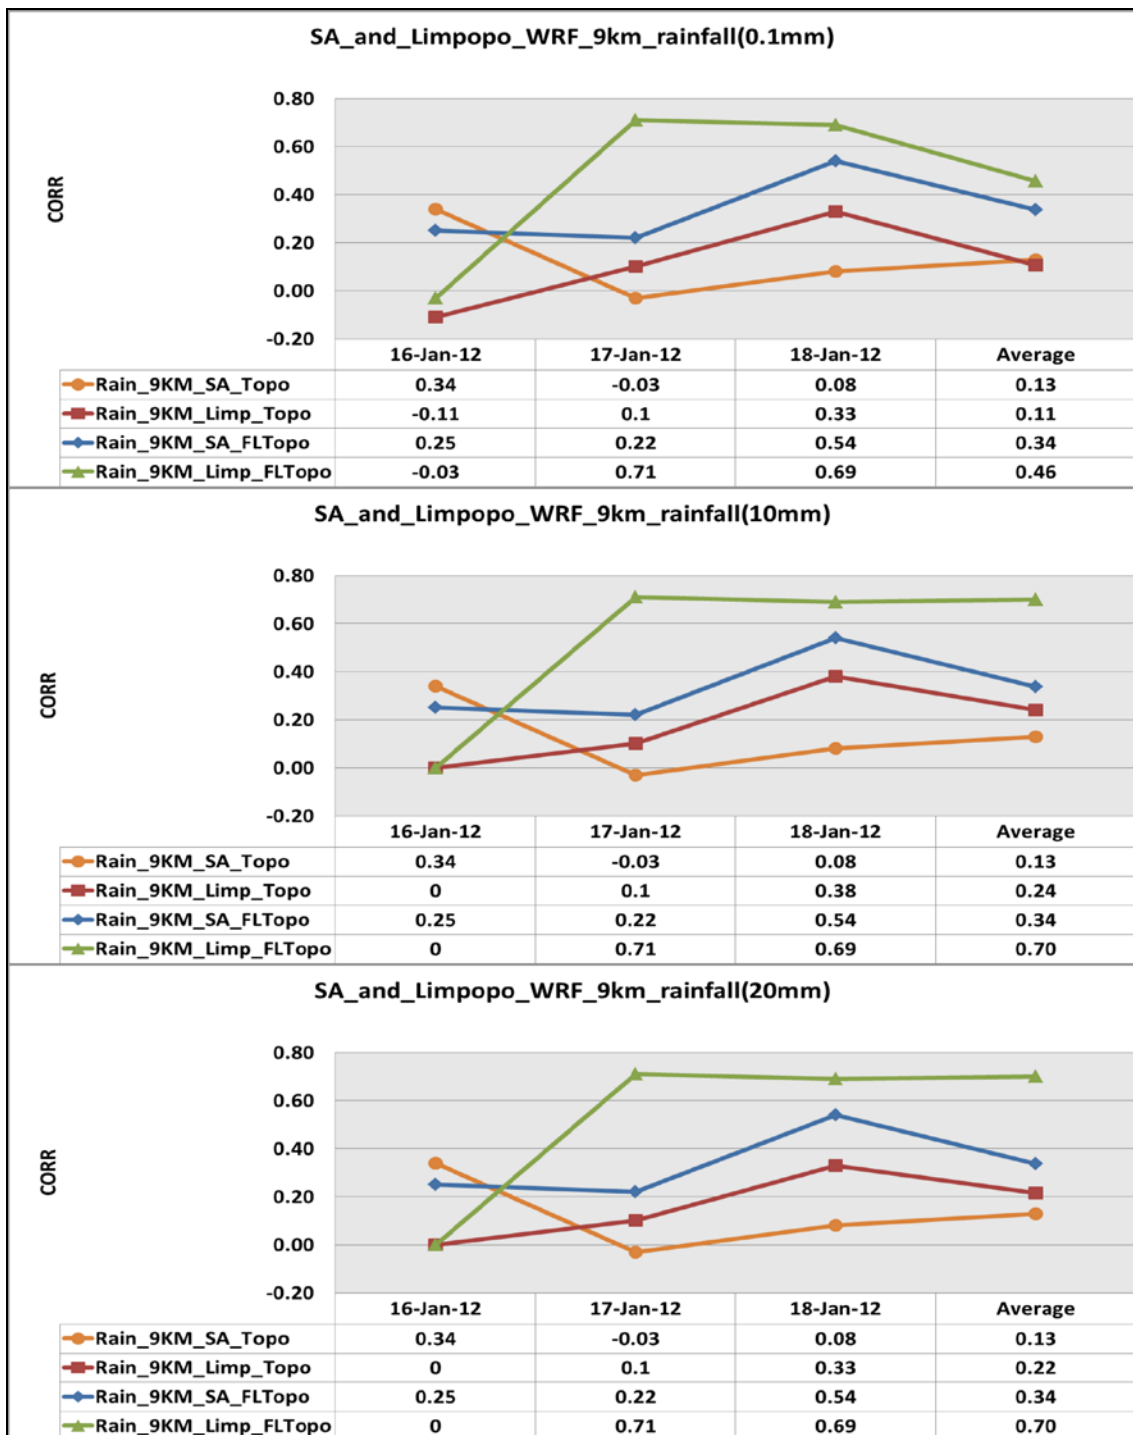 SA_and_Limpopo_WRF_9km_rainfall(0.1mm)
CORR
0.80
0.60
0.40
0.20
0.00
-0.20
16-Jan-12 17-Jan-12 18-Jan-12 Average
Rain_9KM_SA_Topo 0.34 -0.03 0.08 0.13
Rain_9KM_Limp_Topo -0.11 0.1 0.33 0.11
Rain_9KM_SA_FLTopo 0.25 0.22 0.54 0.34
Rain_9KM_Limp_FLTopo -0.03 0.71 0.69 0.46
SA_and_Limpopo_WRF_9km_rainfall(10mm)
CORR
0.80
0.60
0.40
0.20
0.00
-0.20
16-Jan-12 17-Jan-12 18-Jan-12 Average
Rain_9KM_SA_Topo 0.34 -0.03 0.08 0.13
Rain_9KM_Limp_Topo 0 0.1 0.38 0.24
Rain_9KM_SA_FLTopo 0.25 0.22 0.54 0.34
Rain_9KM_Limp_FLTopo 0 0.71 0.69 0.70
SA_and_Limpopo_WRF_9km_rainfall(20mm)
CORR
0.80
0.60
0.40
0.20
0.00
-0.20
16-Jan-12 17-Jan-12 18-Jan-12 Average
Rain_9KM_SA_Topo 0.34 -0.03 0.08 0.13
Rain_9KM_Limp_Topo 0 0.1 0.33 0.22
Rain_9KM_SA_FLTopo 0.25 0.22 0.54 0.34
Rain_9KM_Limp_FLTopo 0 0.71 0.69 0.70